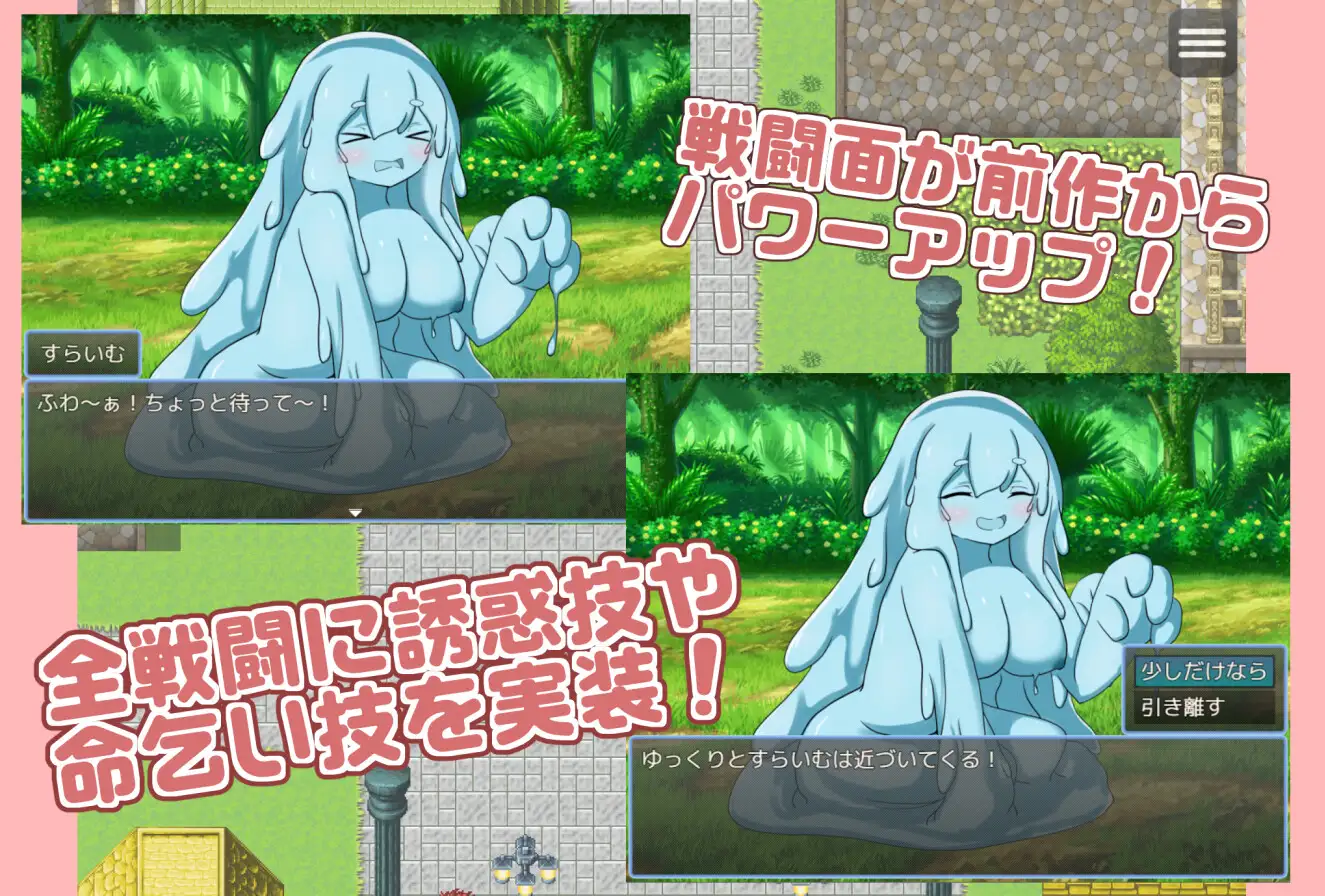 戦闘面が前作から
パワーアップ！
すらいむ
ふわ～ぁ！ちょっと待って～！
全戦闘に誘惑技や
命乞い技を実装！
少しだけなら
引き離す
ゆっくりとすらいむは近づいてくる！